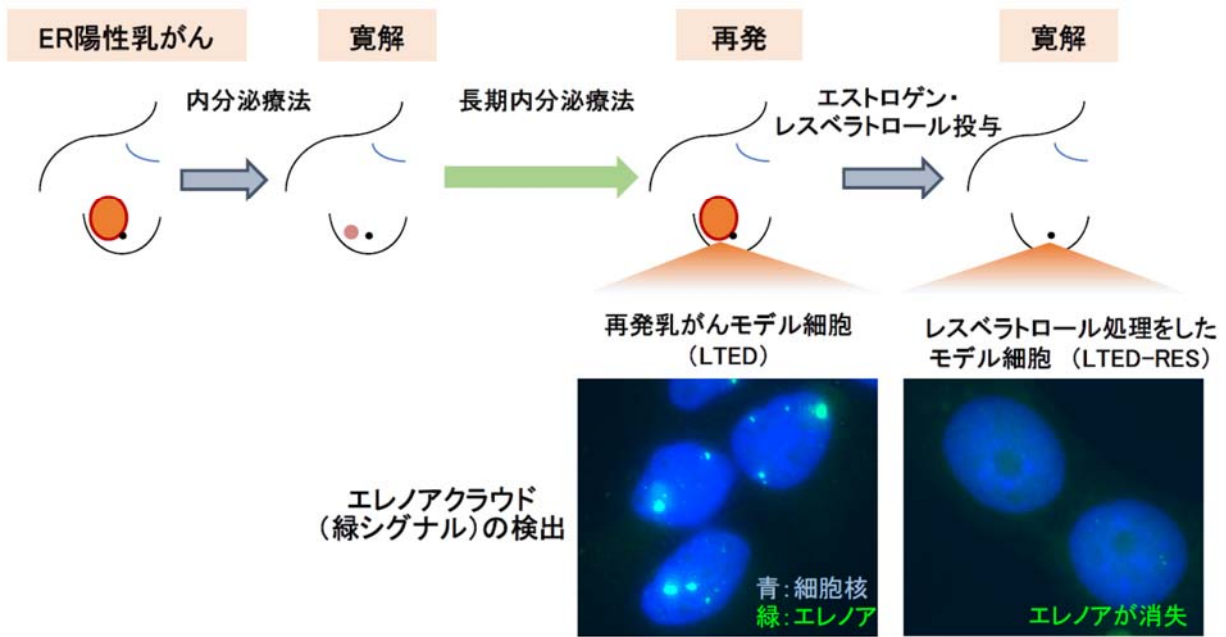 ER陽性乳がん
寛解
再発
寛解
内分泌療法
長期内分泌療法
エストロゲン・
レスベラトロール投与
再発乳がんモデル細胞
(LTED)
レスベラトロール処理をした
モデル細胞 (LTED-RES)
エレノアクラウド
(緑シグナル)の検出
青:細胞核
緑:エレノア
エレノアが消失